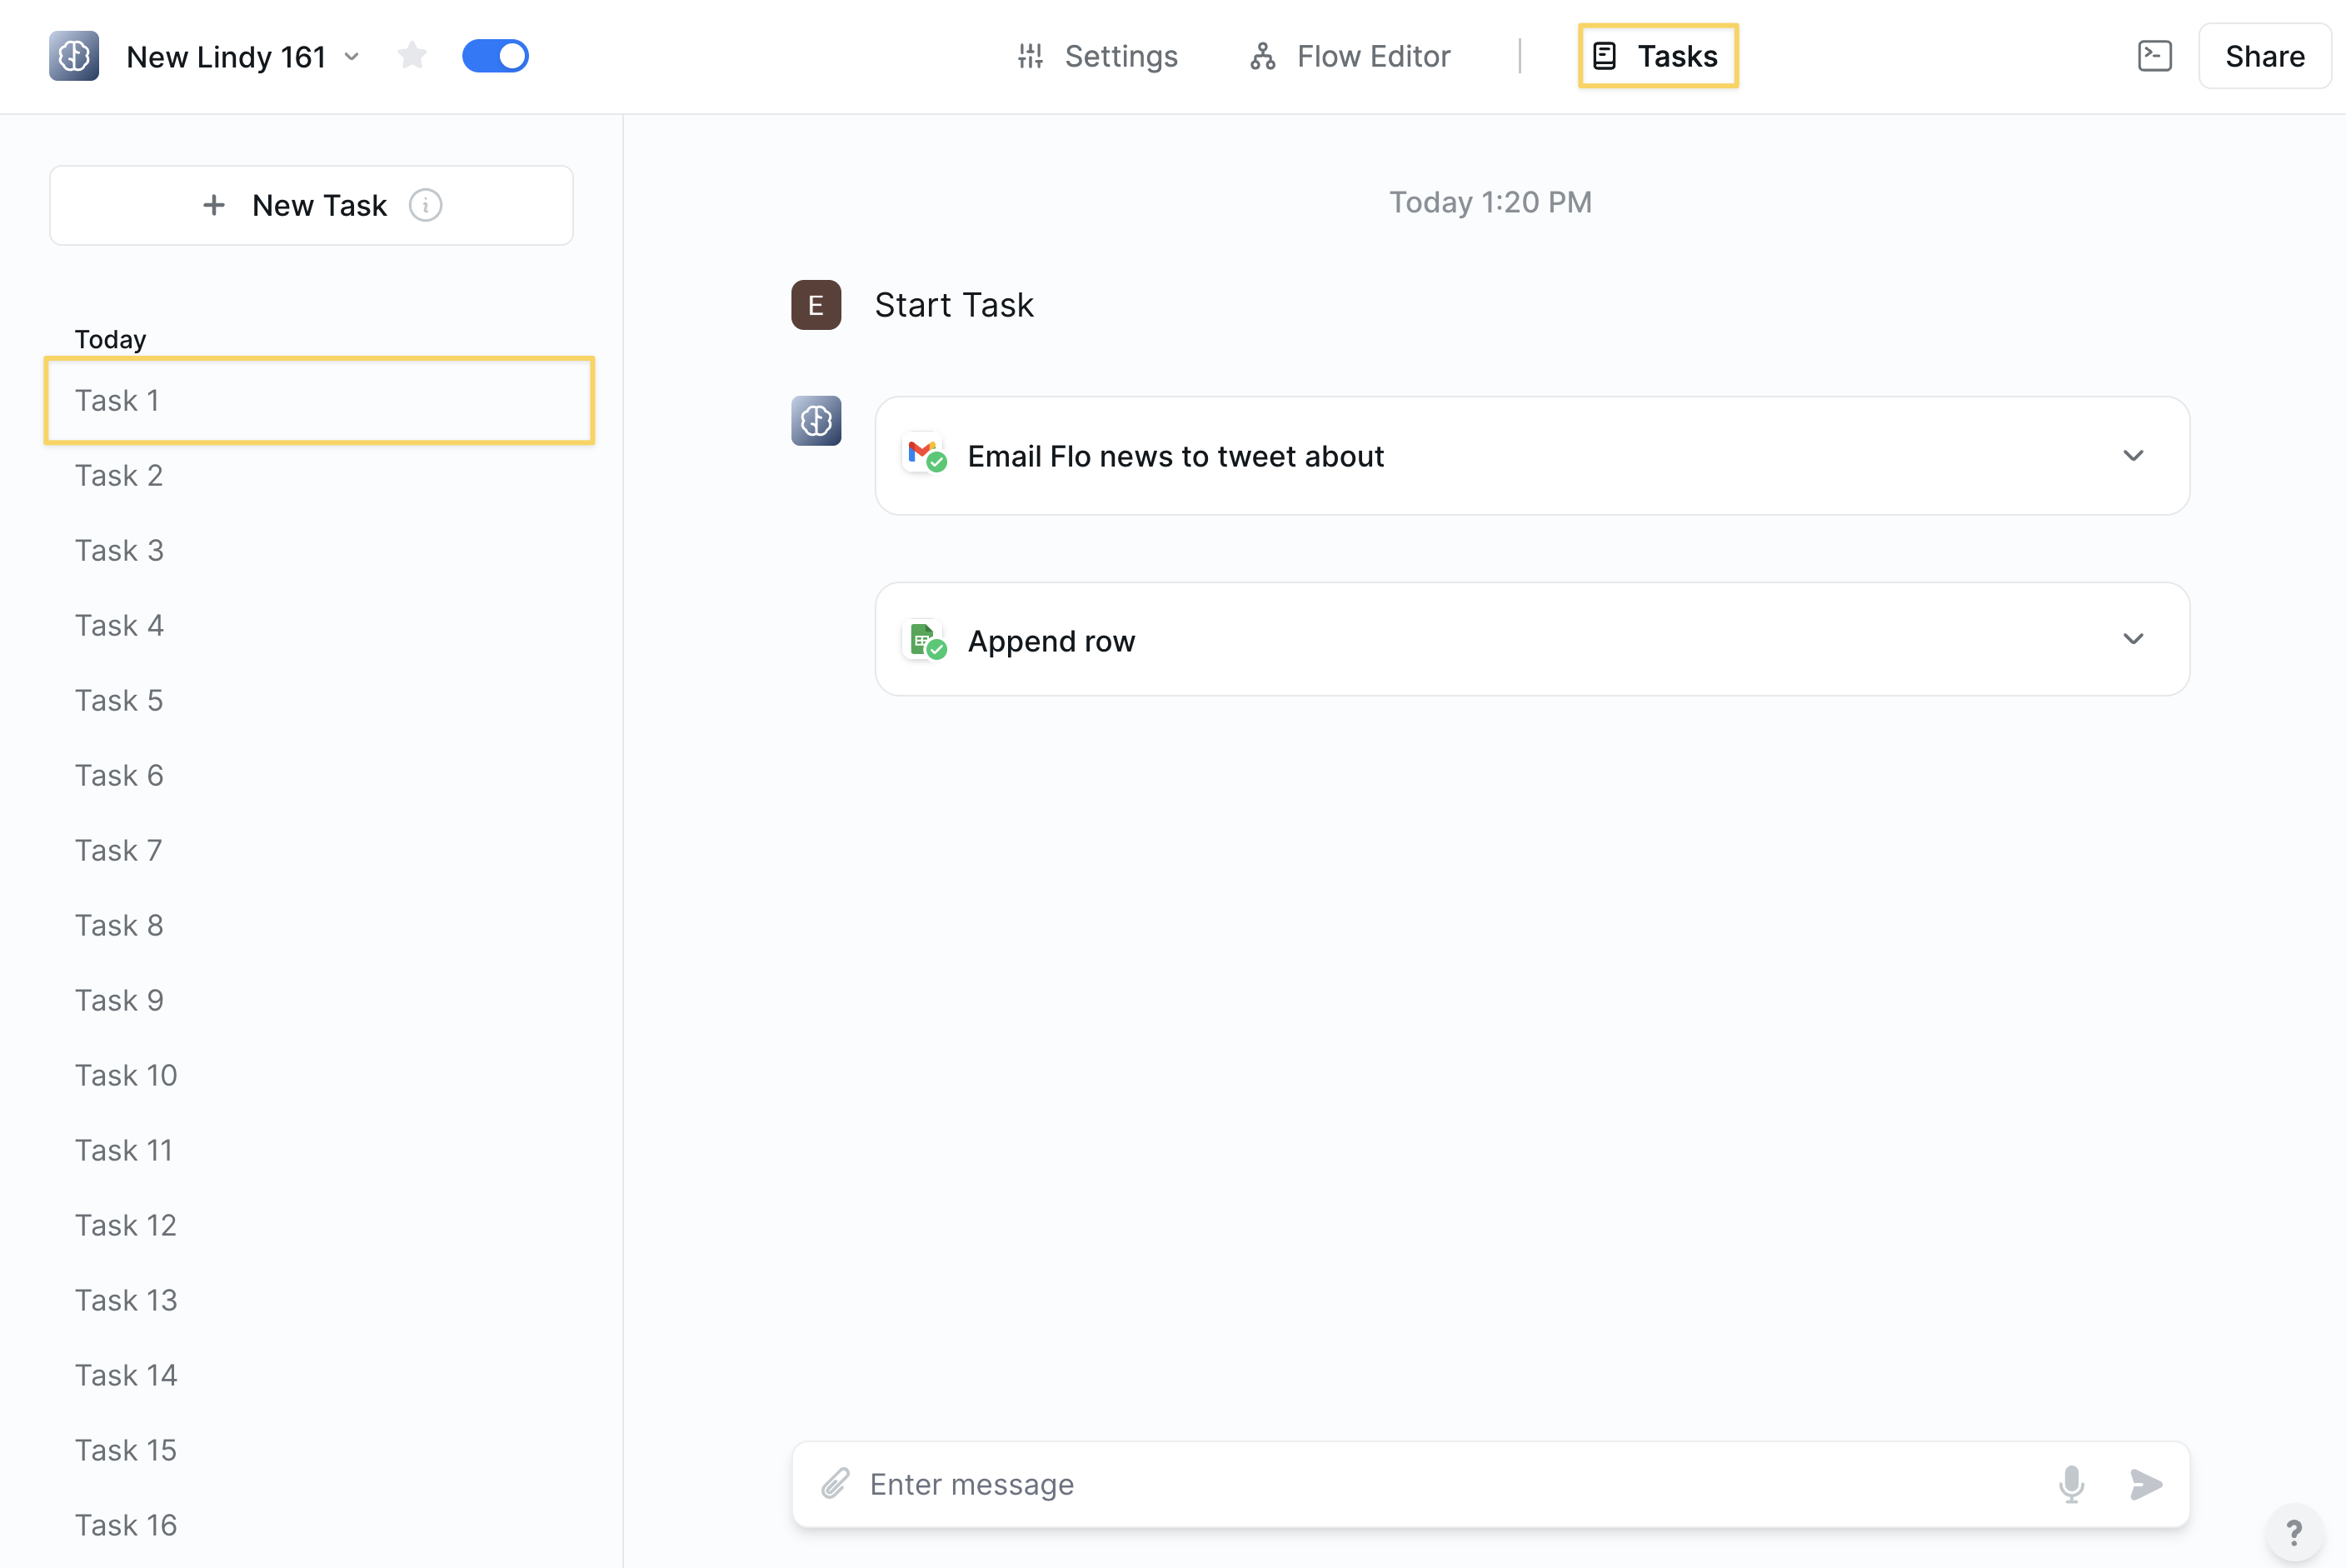 New Lindy 161
Settings
Flow Editor
Tasks
Share
New Task
Today
Task 1
Task 2
Task 3
Task 4
Task 5
Task 6
Task 7
Task 8
Task 9
Task 10
Task 11
Task 12
Task 13
Task 14
Task 15
Task 16
Today 1:20 PM
E
Start Task
Email Flo news to tweet about
Append row
Enter message
?